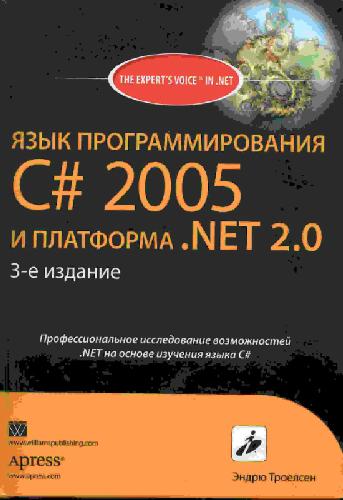 THE EXPERT'S VOICE™ IN .NET
ЯЗЫК ПРОГРАММИРОВАНИЯ
C# 2005
И ПЛАТФОРМА .NET 2.0
3-е издание
Профессиональное исследование возможностей
.NET на основе изучения языка C#
www.williamspublishing.com
Apress®
www.apress.com
Эндрю Троелсен